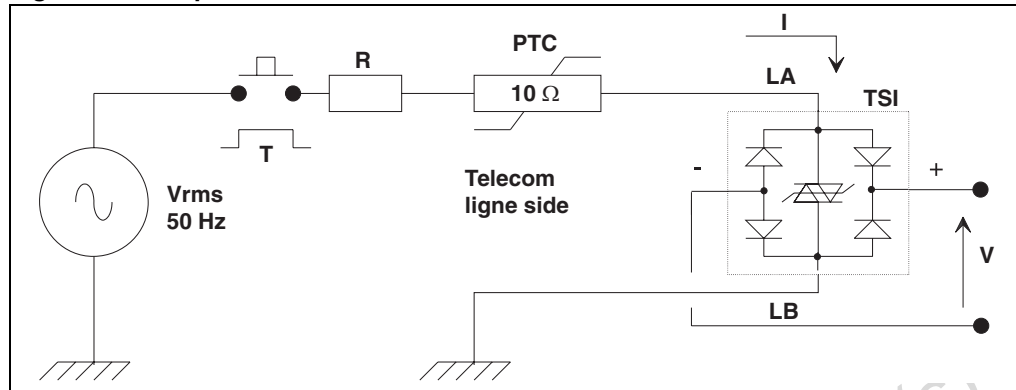 I
R
PTC
LA
10 Ω
TSI
T
-
+
Vrms
50 Hz
Telecom
ligne side
V
LB